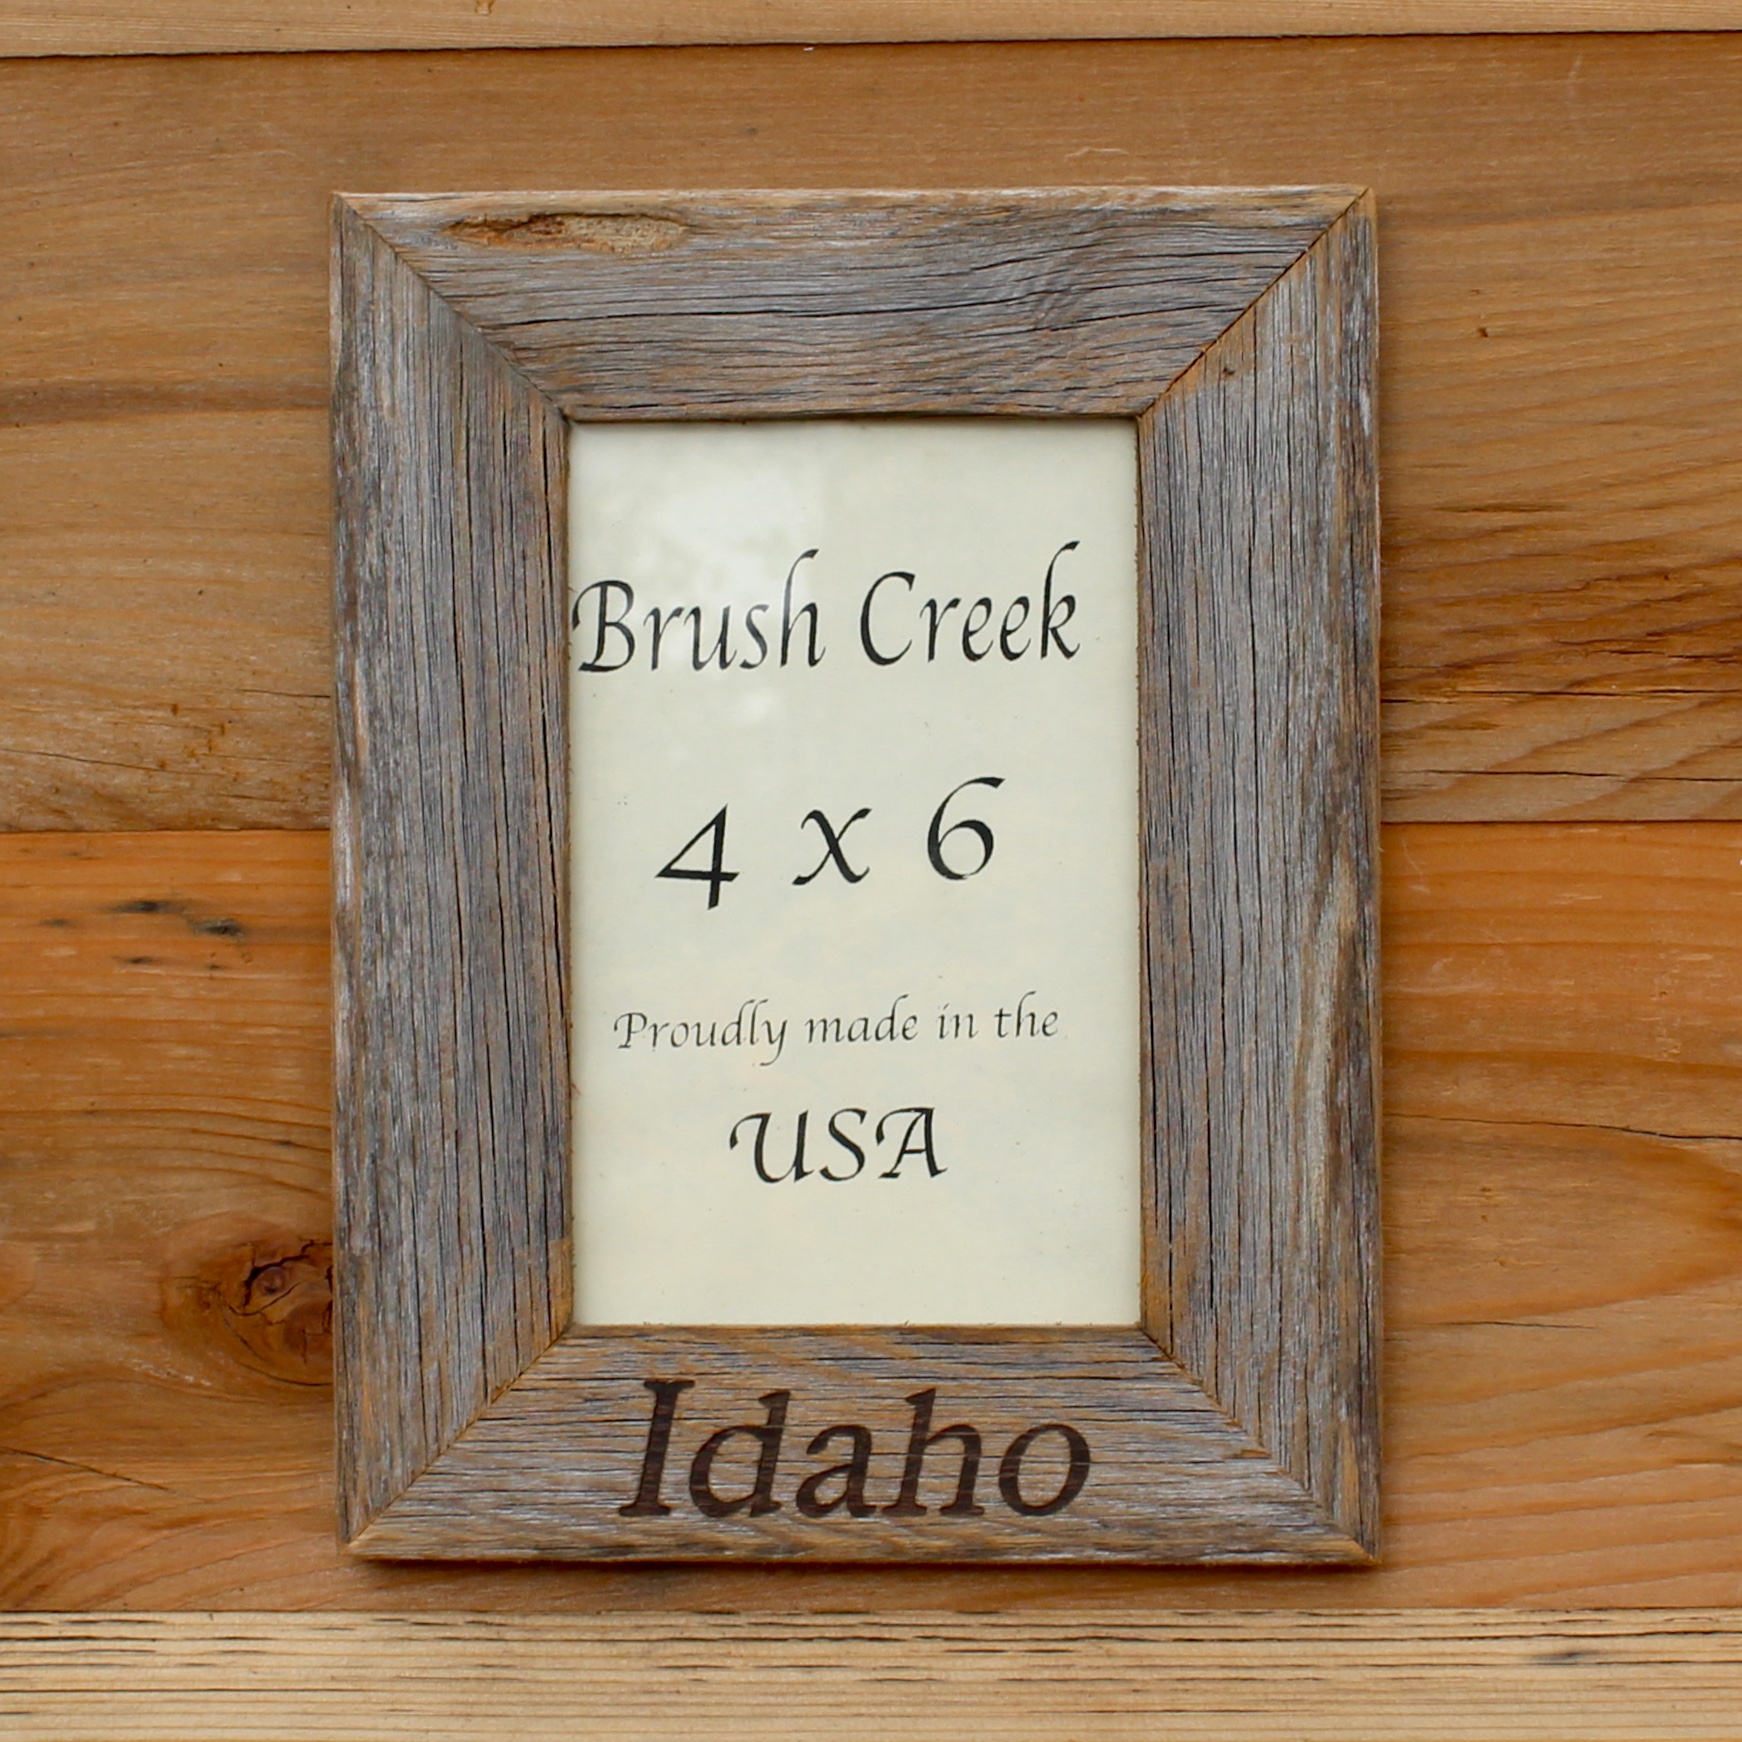 Brush Creek
4 x 6
Proudly made in the
USA
Idaho